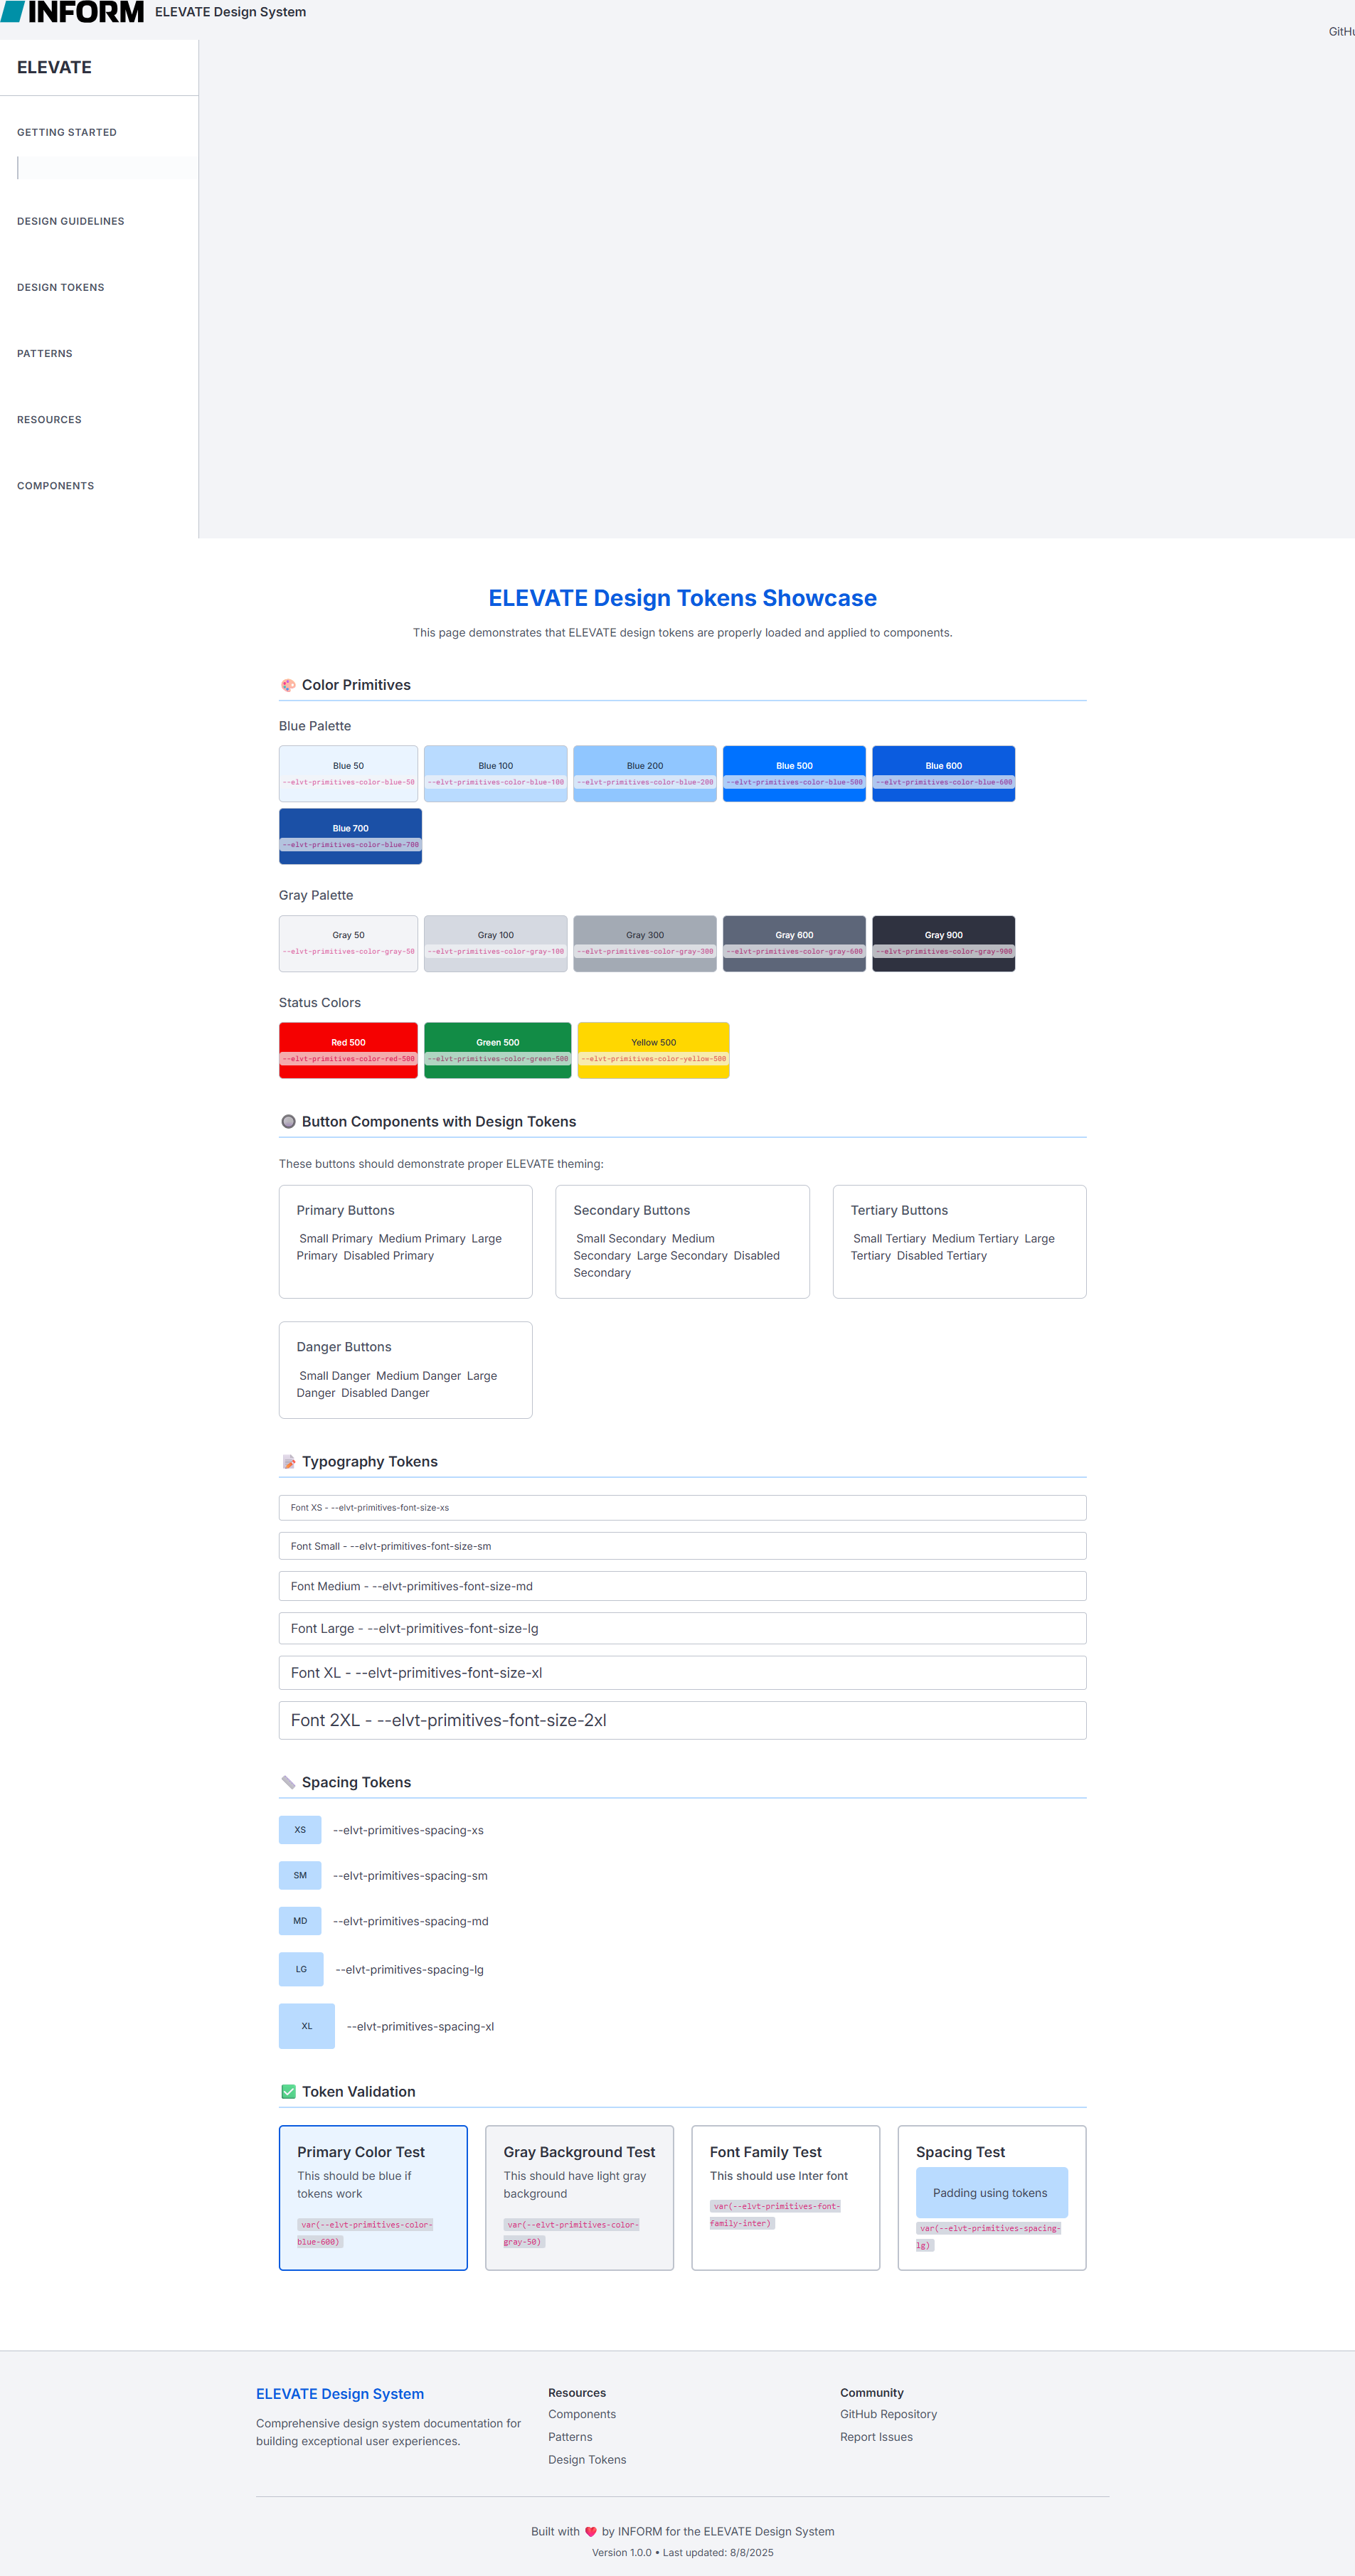 INFORM ELEVATE Design System
GitHu
ELEVATE
GETTING STARTED
DESIGN GUIDELINES
DESIGN TOKENS
PATTERNS
RESOURCES
COMPONENTS
ELEVATE Design Tokens Showcase
This page demonstrates that ELEVATE design tokens are properly loaded and applied to components.
Color Primitives
Blue Palette
Blue 50 Blue 100 Blue 200 Blue 500 Blue 600
--elvt-primitives-color-blue-50 --elvt-primitives-color-blue-100 --elvt-primitives-color-blue-200 --elvt-primitives-color-blue-500 --elvt-primitives-color-blue-600
Blue 700
--elvt-primitives-color-blue-700
Gray Palette
Gray 50 Gray 100 Gray 300 Gray 600 Gray 900
--elvt-primitives-color-gray-50 --elvt-primitives-color-gray-100 --elvt-primitives-color-gray-300 --elvt-primitives-color-gray-600 --elvt-primitives-color-gray-900
Status Colors
Red 500 Green 500 Yellow 500
--elvt-primitives-color-red-500 --elvt-primitives-color-green-500 --elvt-primitives-color-yellow-500
Button Components with Design Tokens
These buttons should demonstrate proper ELEVATE theming:
Primary Buttons
Small Primary Medium Primary Large
Primary Disabled Primary
Secondary Buttons
Small Secondary Medium
Secondary Large Secondary Disabled
Secondary
Tertiary Buttons
Small Tertiary Medium Tertiary Large
Tertiary Disabled Tertiary
Danger Buttons
Small Danger Medium Danger Large
Danger Disabled Danger
Typography Tokens
Font XS - --elvt-primitives-font-size-xs
Font Small - --elvt-primitives-font-size-sm
Font Medium - --elvt-primitives-font-size-md
Font Large - --elvt-primitives-font-size-lg
Font XL - --elvt-primitives-font-size-xl
Font 2XL - --elvt-primitives-font-size-2xl
Spacing Tokens
XS --elvt-primitives-spacing-xs
SM --elvt-primitives-spacing-sm
MD --elvt-primitives-spacing-md
LG --elvt-primitives-spacing-lg
XL --elvt-primitives-spacing-xl
Token Validation
Primary Color Test
This should be blue if
tokens work
var(--elvt-primitives-color-
blue-600)
Gray Background Test
This should have light gray
background
var(--elvt-primitives-color-
gray-50)
Font Family Test
This should use Inter font
var(--elvt-primitives-font-
family-inter)
Spacing Test
Padding using tokens
var(--elvt-primitives-spacing-
lg)
ELEVATE Design System
Comprehensive design system documentation for
building exceptional user experiences.
Resources
Components
Patterns
Design Tokens
Community
GitHub Repository
Report Issues
Built with ❤️ by INFORM for the ELEVATE Design System
Version 1.0.0 • Last updated: 8/8/2025